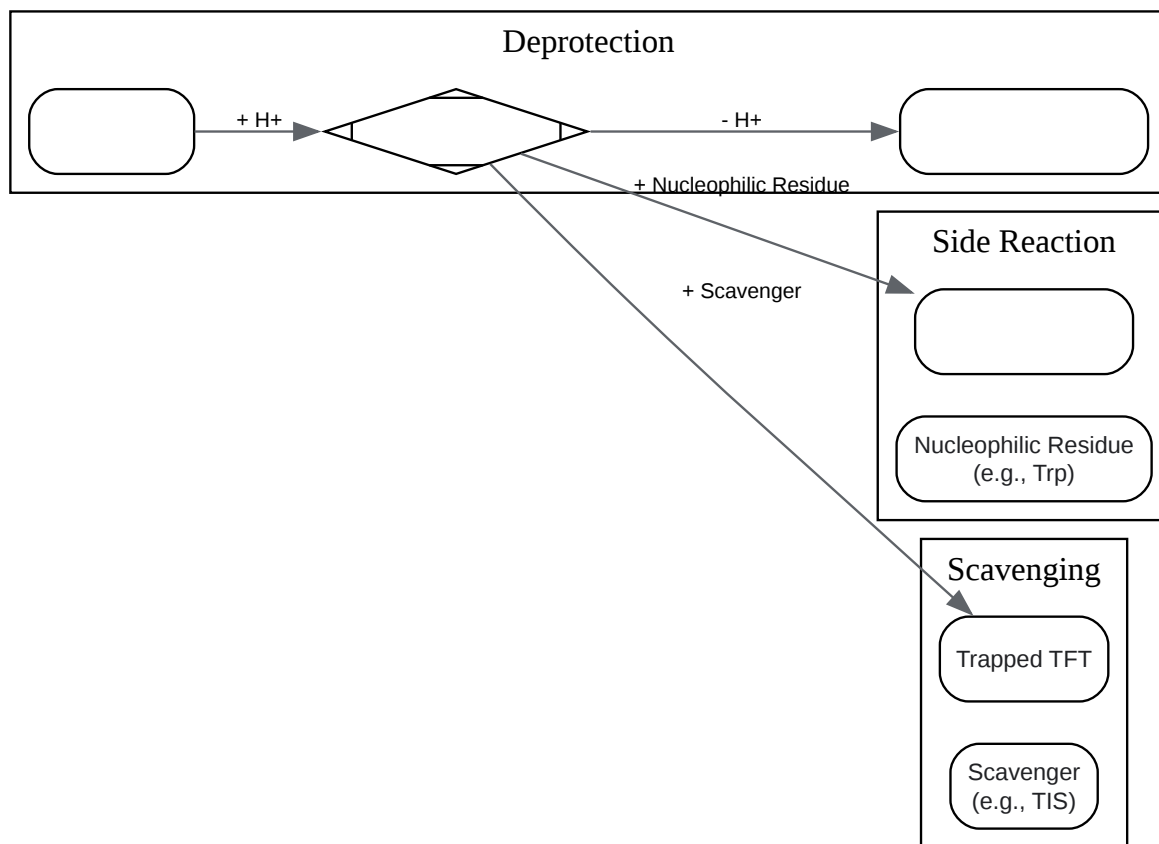 Deprotection
+ H+
- H+
+ Nucleophilic Residue
Side Reaction
+ Scavenger
Nucleophilic Residue
(e.g., Trp)
Scavenging
Trapped TFT
Scavenger
(e.g., TIS)